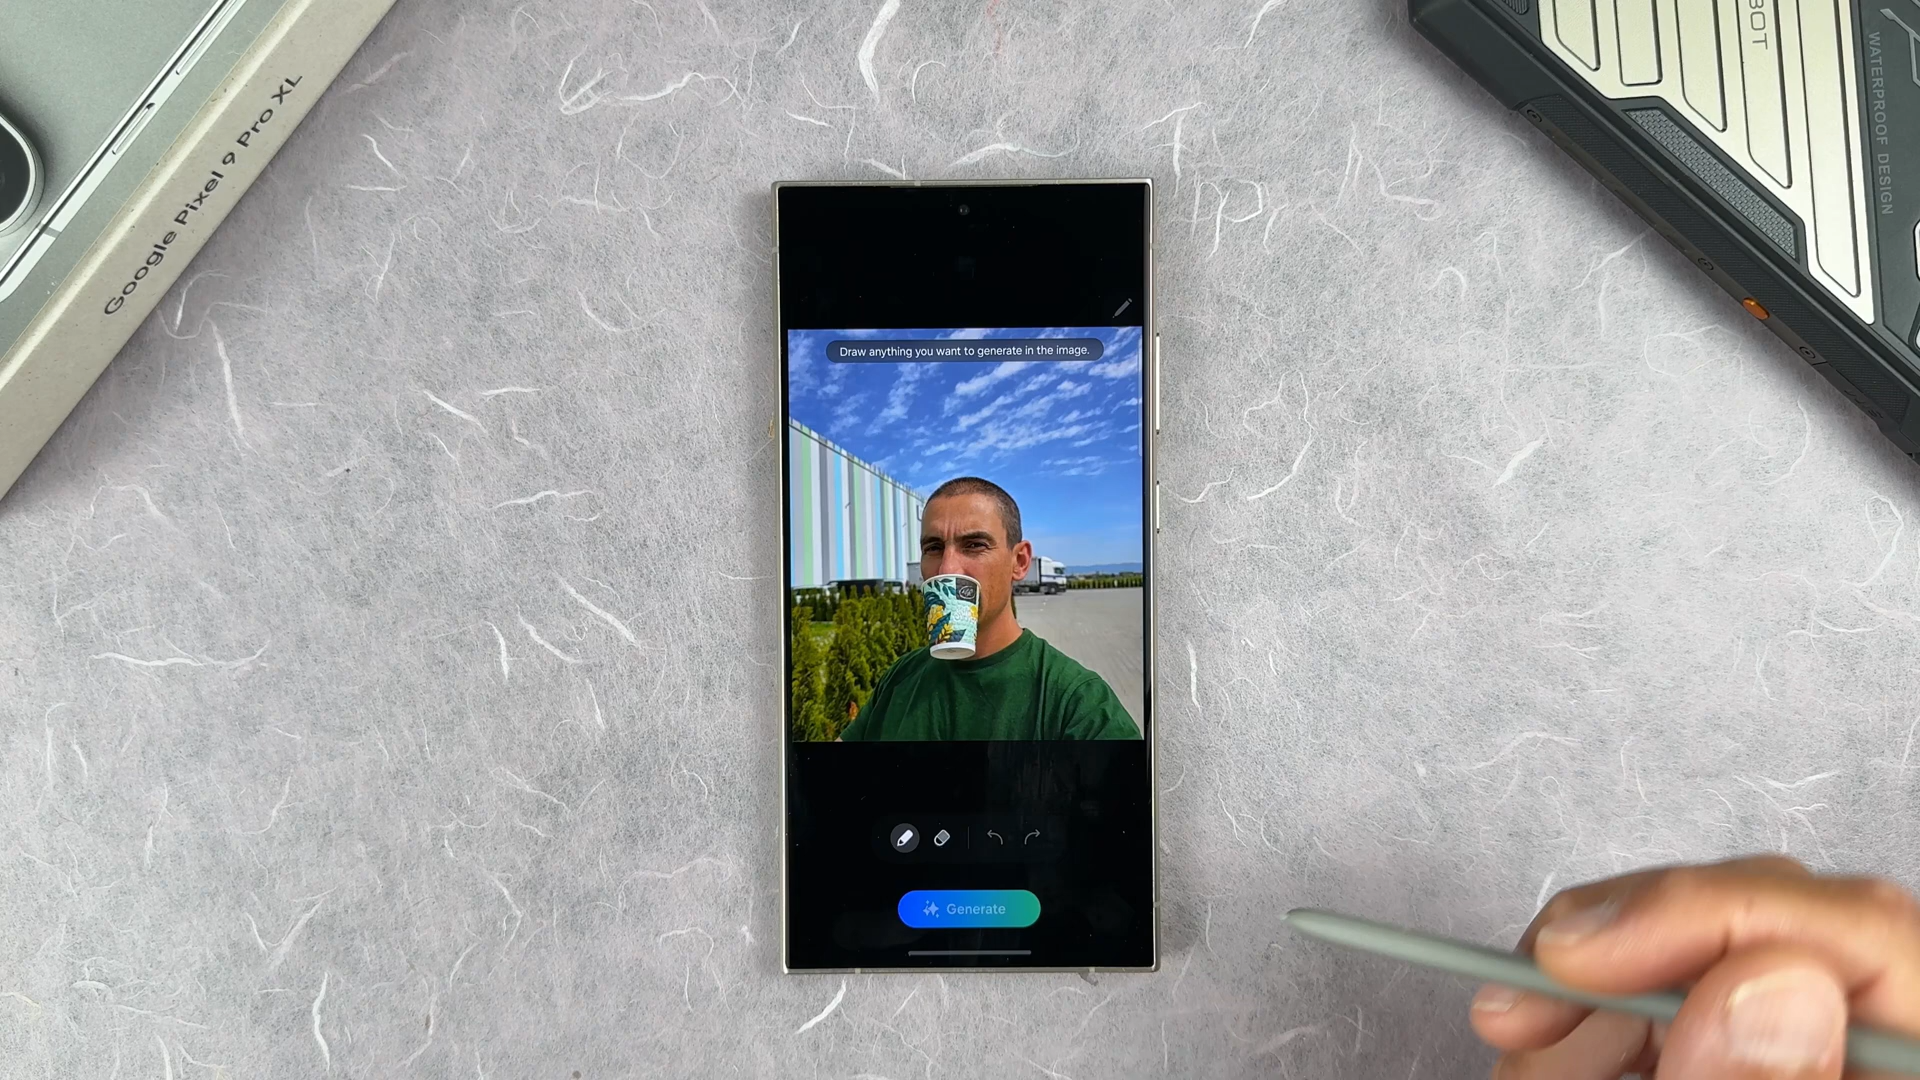 Google Pixel 9 Pro XL
BOT
WATERPROOF DESIGN
Draw anything you want to generate in the image.
Generate